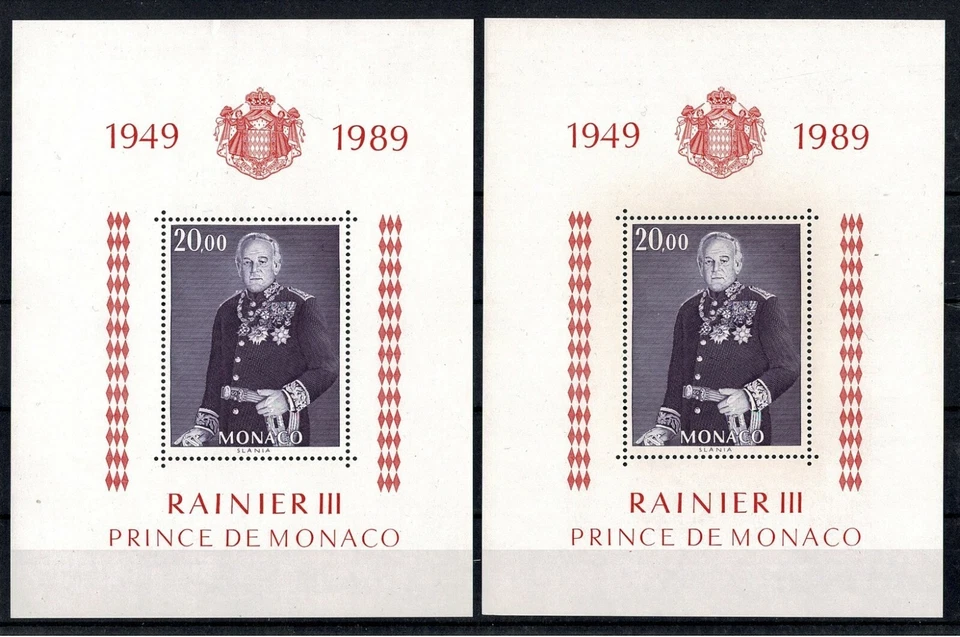 1949 1989
20,00
MONACO
SLANIA
RAINIER III
PRINCE DE MONACO
1949 1989
20,00
MONACO
SLANIA
RAINIER III
PRINCE DE MONACO